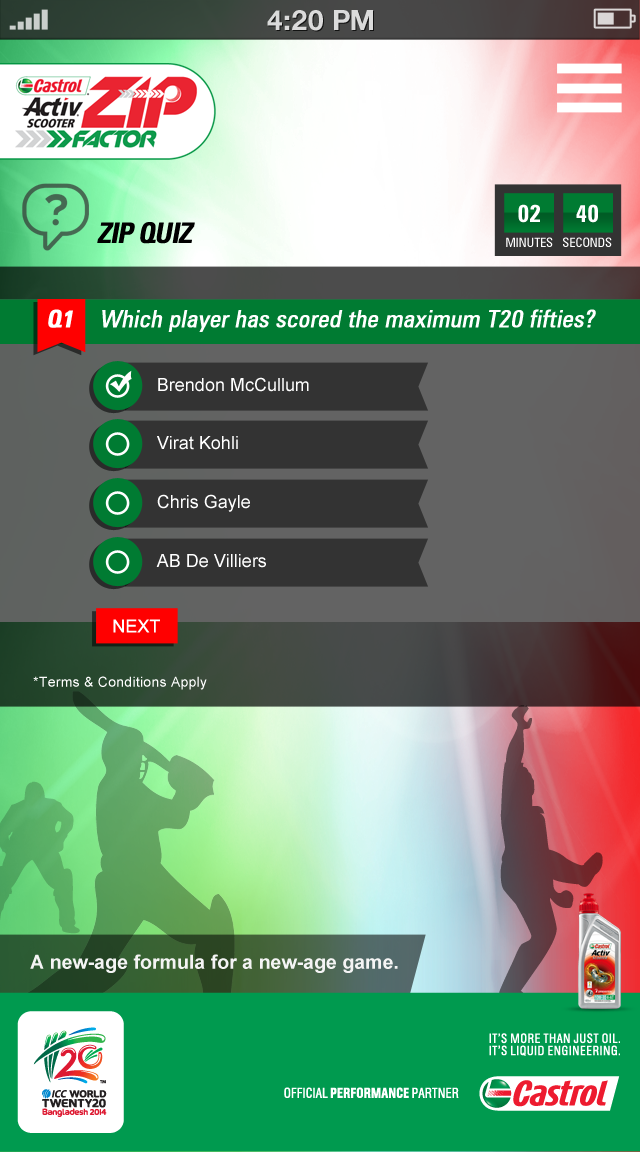 4:20 PM
Castrol
Activ
SCOOTER
ZIP
FACTOR
?
ZIP QUIZ
02 40
MINUTES SECONDS
Q1 Which player has scored the maximum T20 fifties?
Brendon McCullum
Virat Kohli
Chris Gayle
AB De Villiers
NEXT
*Terms & Conditions Apply
A new-age formula for a new-age game.
Castrol
Activ
T20
TM
ICC WORLD
TWENTY20
Bangladesh 2014
IT'S MORE THAN JUST OIL.
IT'S LIQUID ENGINEERING.
OFFICIAL PERFORMANCE PARTNER
Castrol